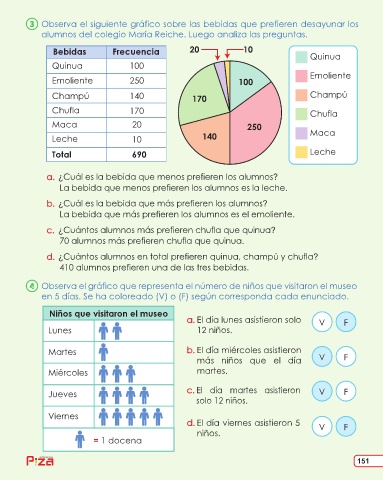 3 Observa el siguiente gráfico sobre las bebidas que prefieren desayunar los
alumnos del colegio María Reiche. Luego analiza las preguntas.
Bebidas Frecuencia
Quinua 100
Emoliente 250
Champú 140
Chufla 170
Maca 20
Leche 10
Total 690
20 10
100
170
250
140
Quinua
Emoliente
Champú
Chufla
Maca
Leche
a. ¿Cuál es la bebida que menos prefieren los alumnos?
La bebida que menos prefieren los alumnos es la leche.
b. ¿Cuál es la bebida que más prefieren los alumnos?
La bebida que más prefieren los alumnos es el emoliente.
c. ¿Cuántos alumnos más prefieren chufla que quinua?
70 alumnos más prefieren chufla que quinua.
d. ¿Cuántos alumnos en total prefieren quinua, champú y chufla?
410 alumnos prefieren una de las tres bebidas.
4 Observa el gráfico que representa el número de niños que visitaron el museo
en 5 días. Se ha coloreado (V) o (F) según corresponda cada enunciado.
Niños que visitaron el museo
Lunes
Martes
Miércoles
Jueves
Viernes
= 1 docena
a. El día lunes asistieron solo
12 niños.
V F
b. El día miércoles asistieron
más niños que el día
martes.
V F
c. El día martes asistieron
solo 12 niños.
V F
d. El día viernes asistieron 5
niños.
V F
151